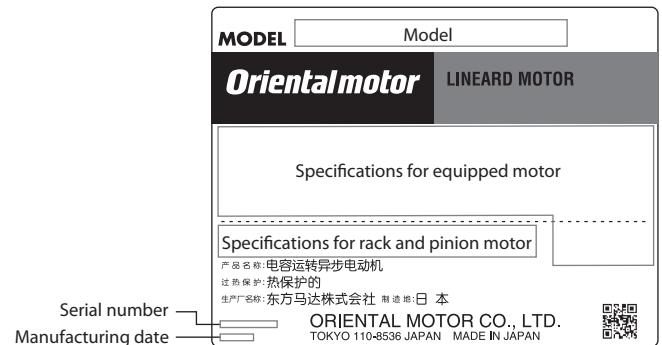 MODEL Model
Orientalmotor LINEARD MOTOR
Specifications for equipped motor
Specifications for rack and pinion motor
产品名称:电容运转异步电动机
过热保护:热保护的
生产厂名称:东方马达株式会社 制造地:日 本
Serial number
ORIENTAL MOTOR CO., LTD.
Manufacturing date
TOKYO 110-8536 JAPAN MADE IN JAPAN